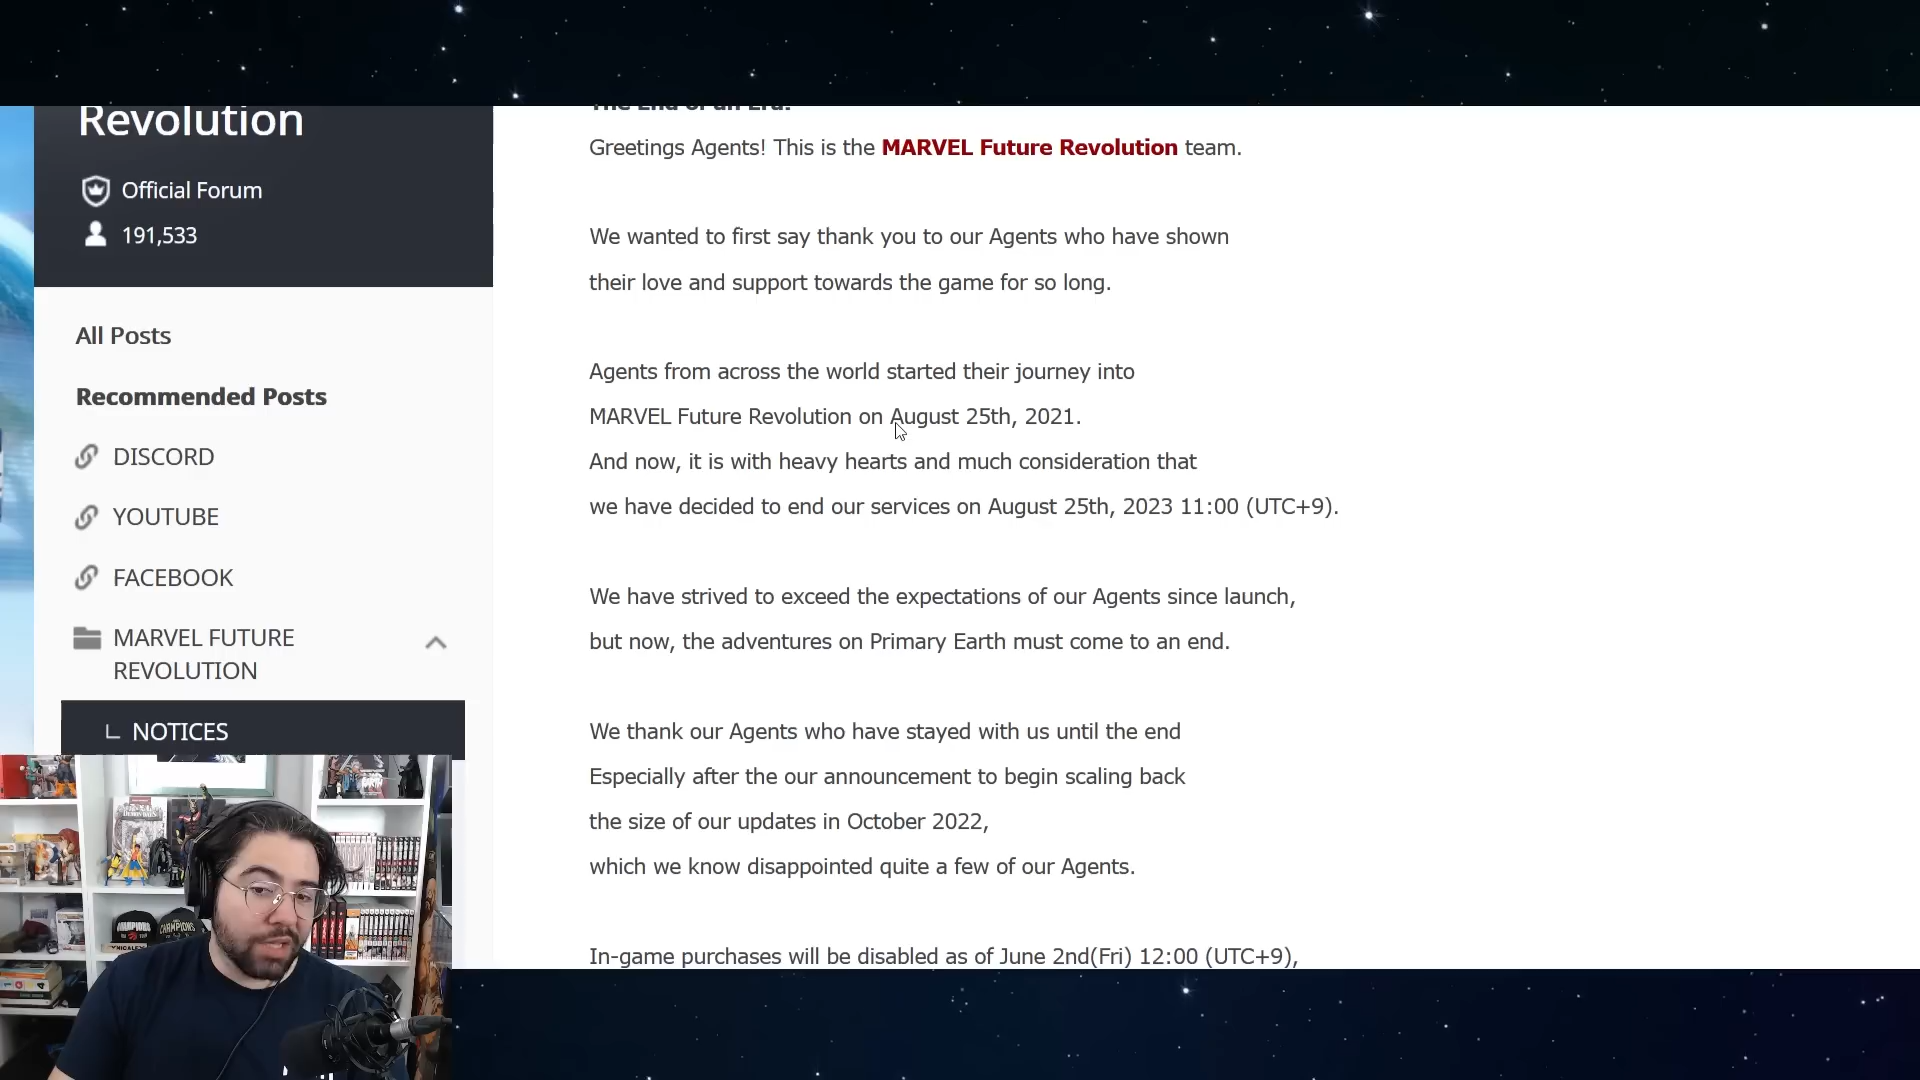 Revolution
Official Forum
191,533
All Posts
Recommended Posts
DISCORD
YOUTUBE
FACEBOOK
MARVEL FUTURE
REVOLUTION
NOTICES
The End of an Era!
Greetings Agents! This is the MARVEL Future Revolution team.
We wanted to first say thank you to our Agents who have shown
their love and support towards the game for so long.
Agents from across the world started their journey into
MARVEL Future Revolution on August 25th, 2021.
And now, it is with heavy hearts and much consideration that
we have decided to end our services on August 25th, 2023 11:00 (UTC+9).
We have strived to exceed the expectations of our Agents since launch,
but now, the adventures on Primary Earth must come to an end.
We thank our Agents who have stayed with us until the end
Especially after the our announcement to begin scaling back
the size of our updates in October 2022,
which we know disappointed quite a few of our Agents.
In-game purchases will be disabled as of June 2nd(Fri) 12:00 (UTC+9),
CHAMPIONS